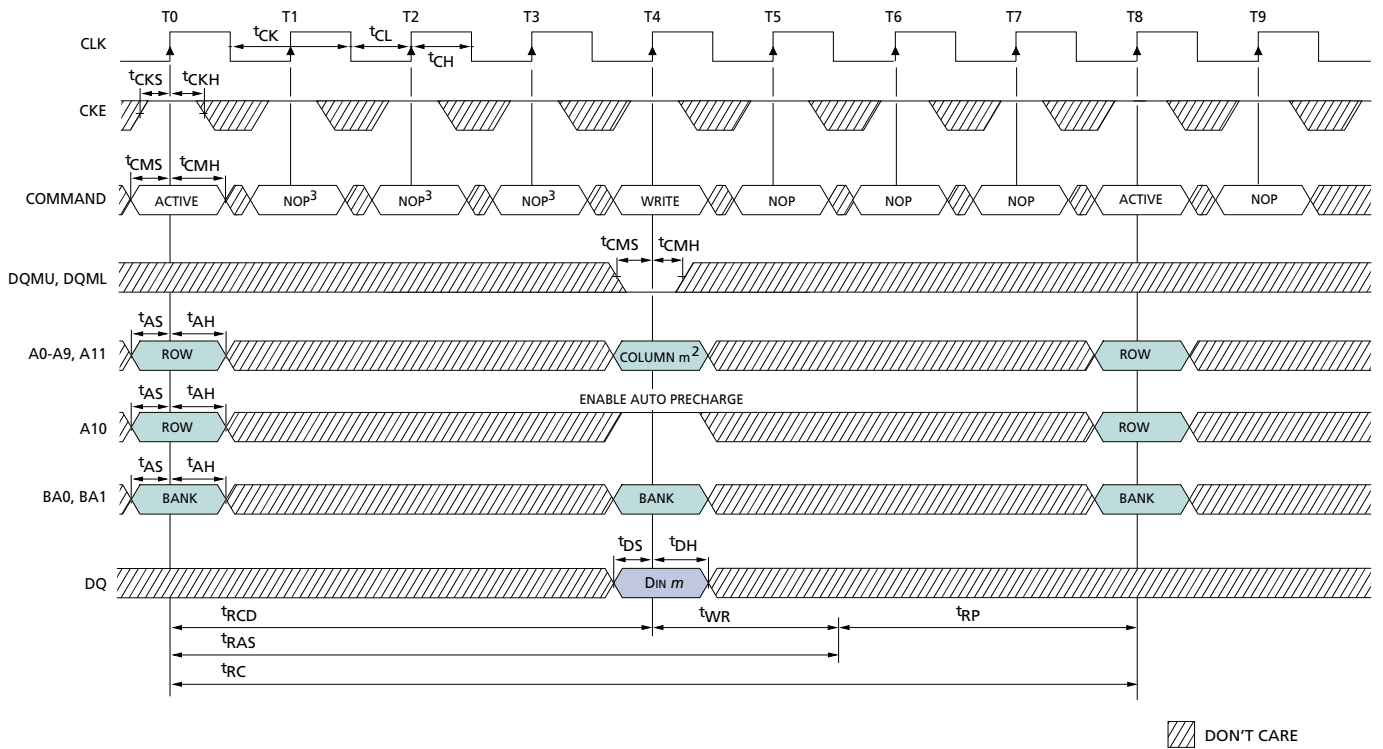 T0 T1 T2 T3 T4 T5 T6 T7 T8 T9
CLK
tCK tCL
tCH
tCKS tCKH
CKE
tCMS tCMH
COMMAND ACTIVE NOP3 NOP3 NOP3 WRITE NOP NOP NOP ACTIVE NOP
tCMS tCMH
DQMU, DQML
tAS tAH
A0-A9, A11 ROW COLUMN m2 ROW
ENABLE AUTO PRECHARGE
tAS tAH
A10 ROW ROW
tAS tAH
BA0, BA1 BANK BANK BANK
tDS tDH
DQ DIN m
tRCD tWR tRP
tRAS
tRC
DON'T CARE